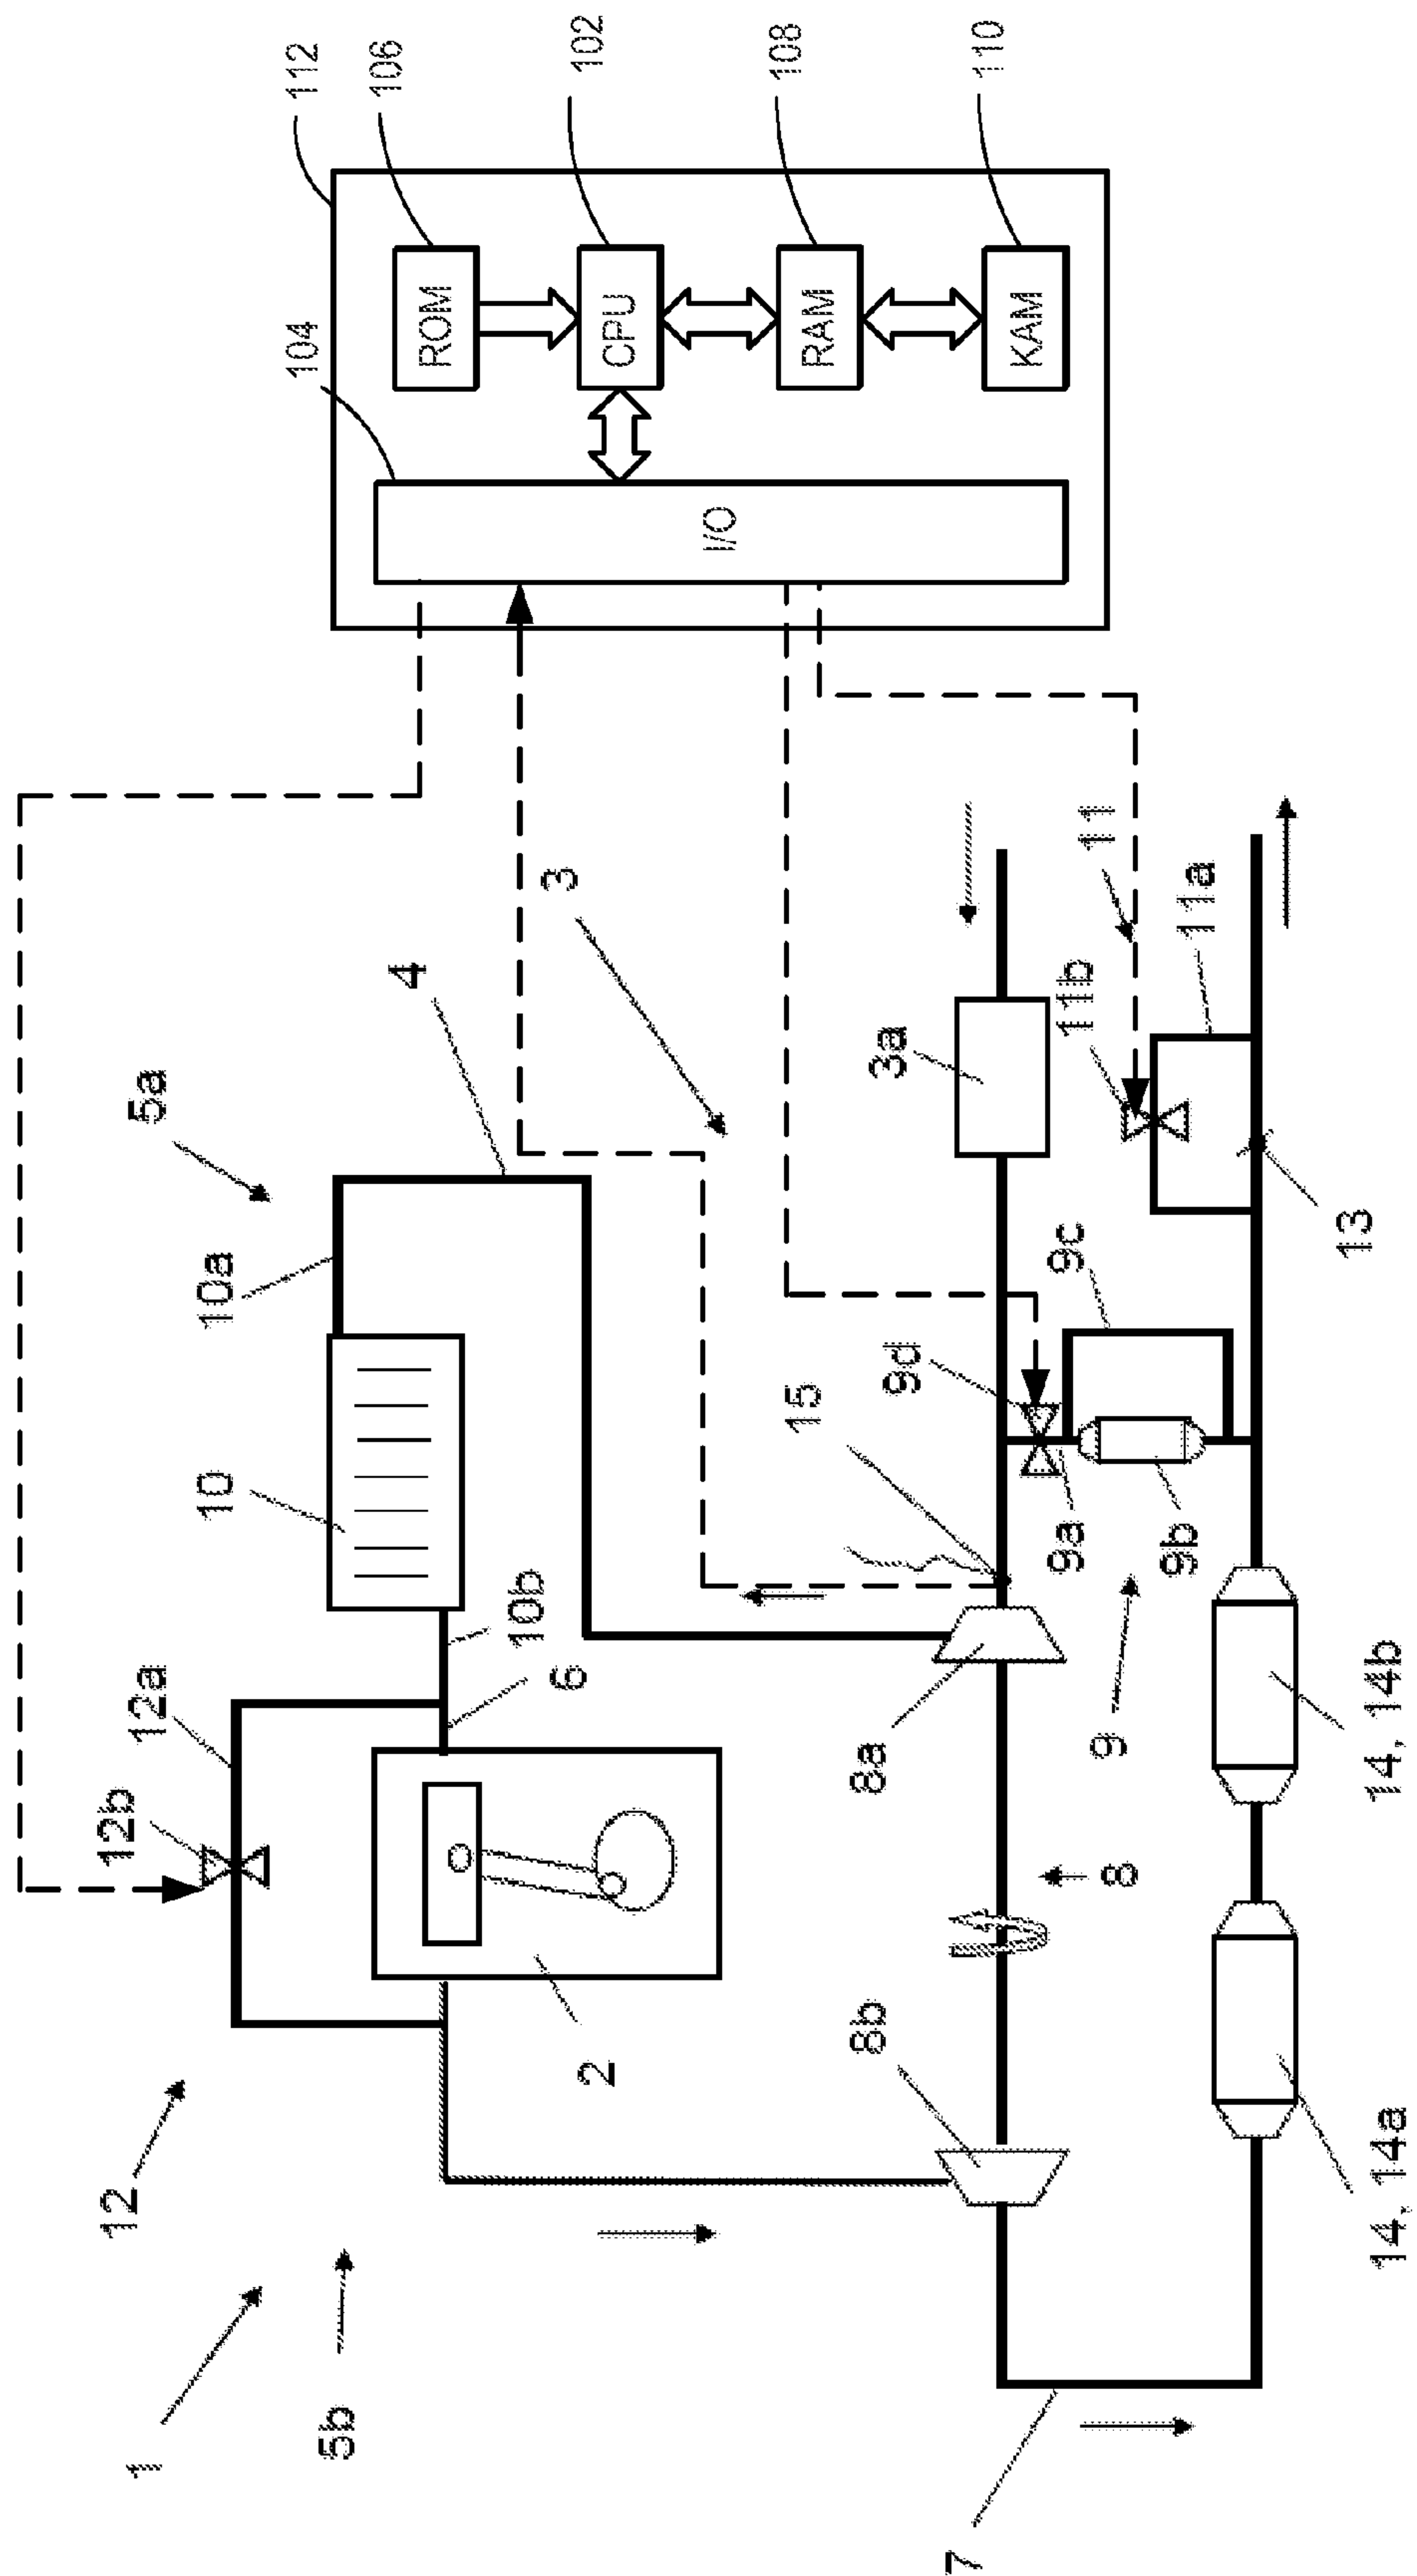 112
106
102
108
110
104
ROM
CPU
RAM
KAM
I/O
3
4
5a
10a
10
10b
6
12a
12b
12
2
1
5b
11
11a
11b
3a
13
9c
9d
15
9a
9b
9
8a
8
8b
14, 14b
14, 14a
7